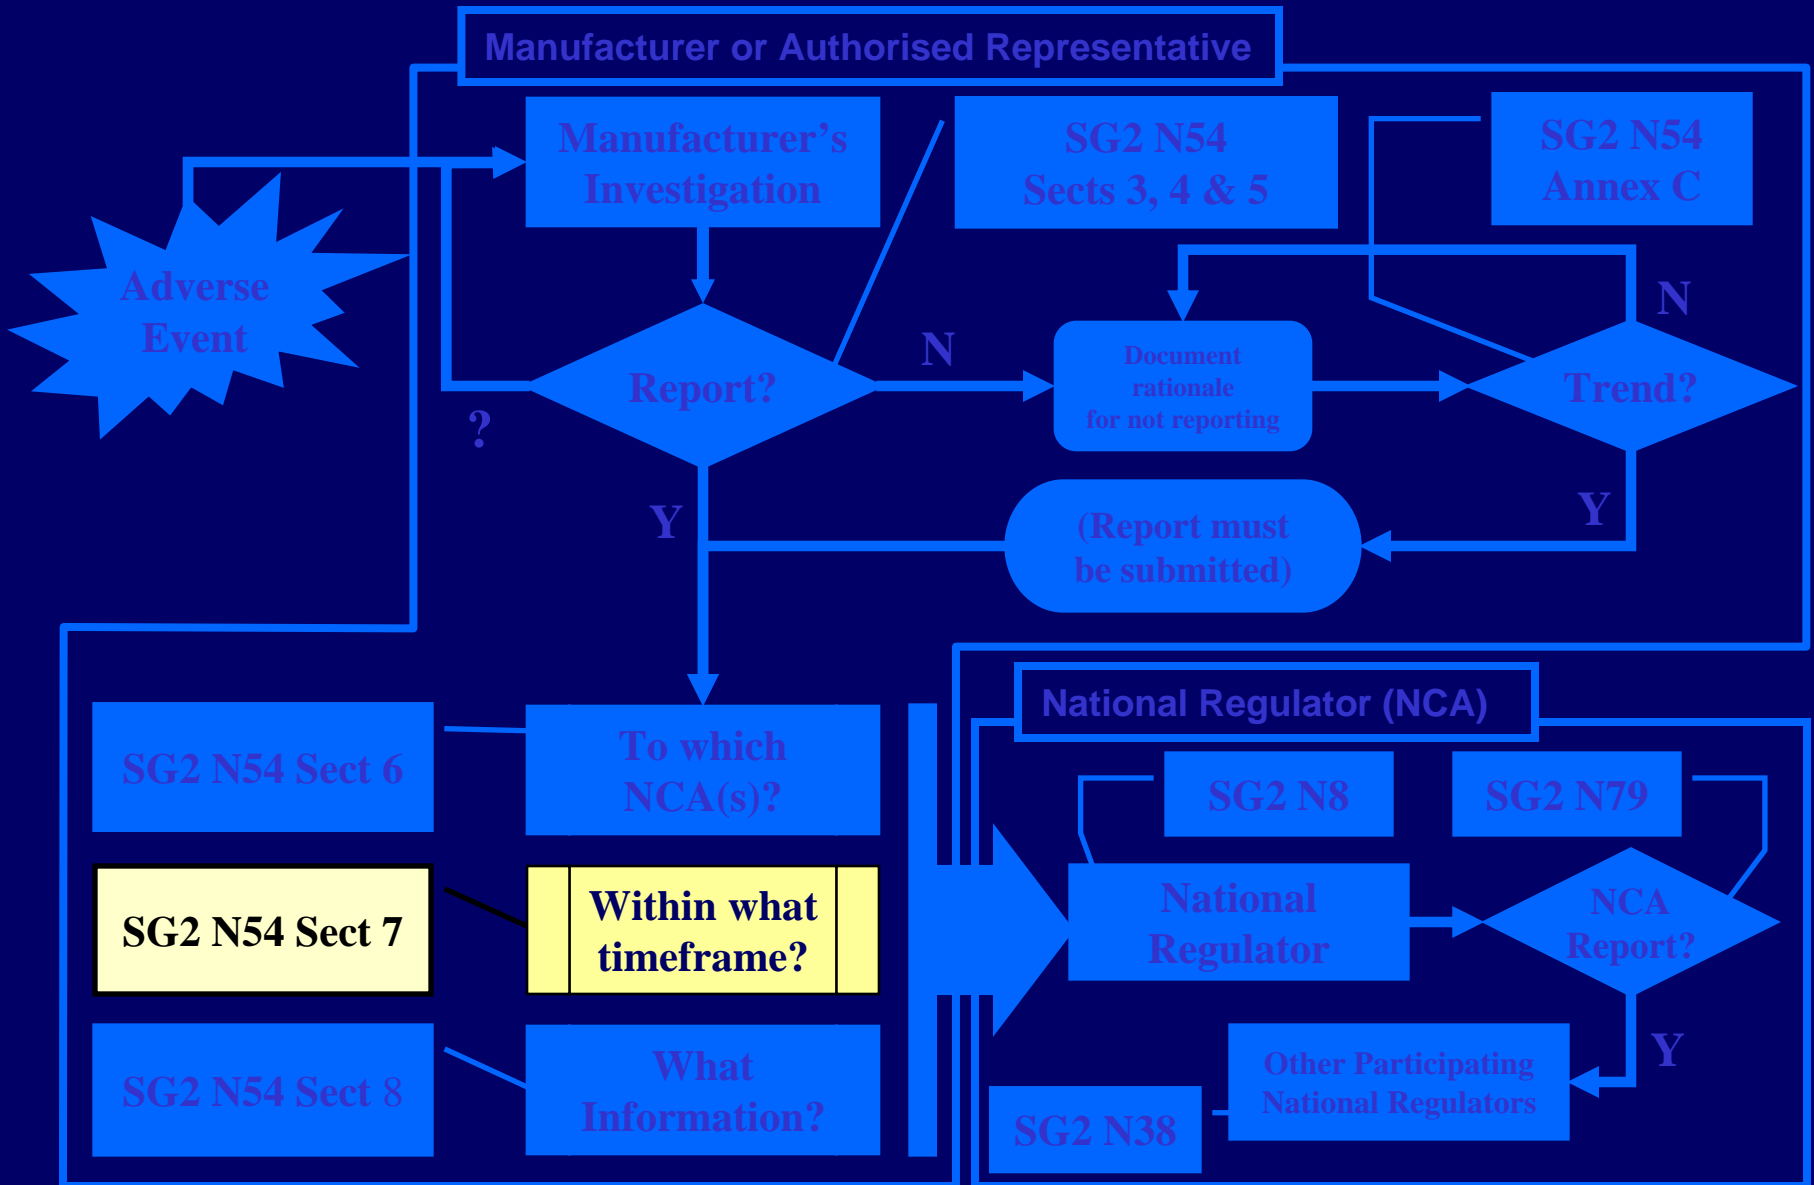 Manufacturer or Authorised Representative
Manufacturer's
Investigation
SG2 N54
Sects 3, 4 & 5
SG2 N54
Annex C
Adverse
Event
Report?
N
Document
rationale
for not reporting
Trend?
N
?
Y
(Report must
be submitted)
Y
SG2 N54 Sect 6
To which
NCA(s)?
SG2 N54 Sect 7
Within what
timeframe?
SG2 N54 Sect 8
What
Information?
National Regulator (NCA)
SG2 N8
SG2 N79
National
Regulator
NCA
Report?
Y
Other Participating
National Regulators
SG2 N38